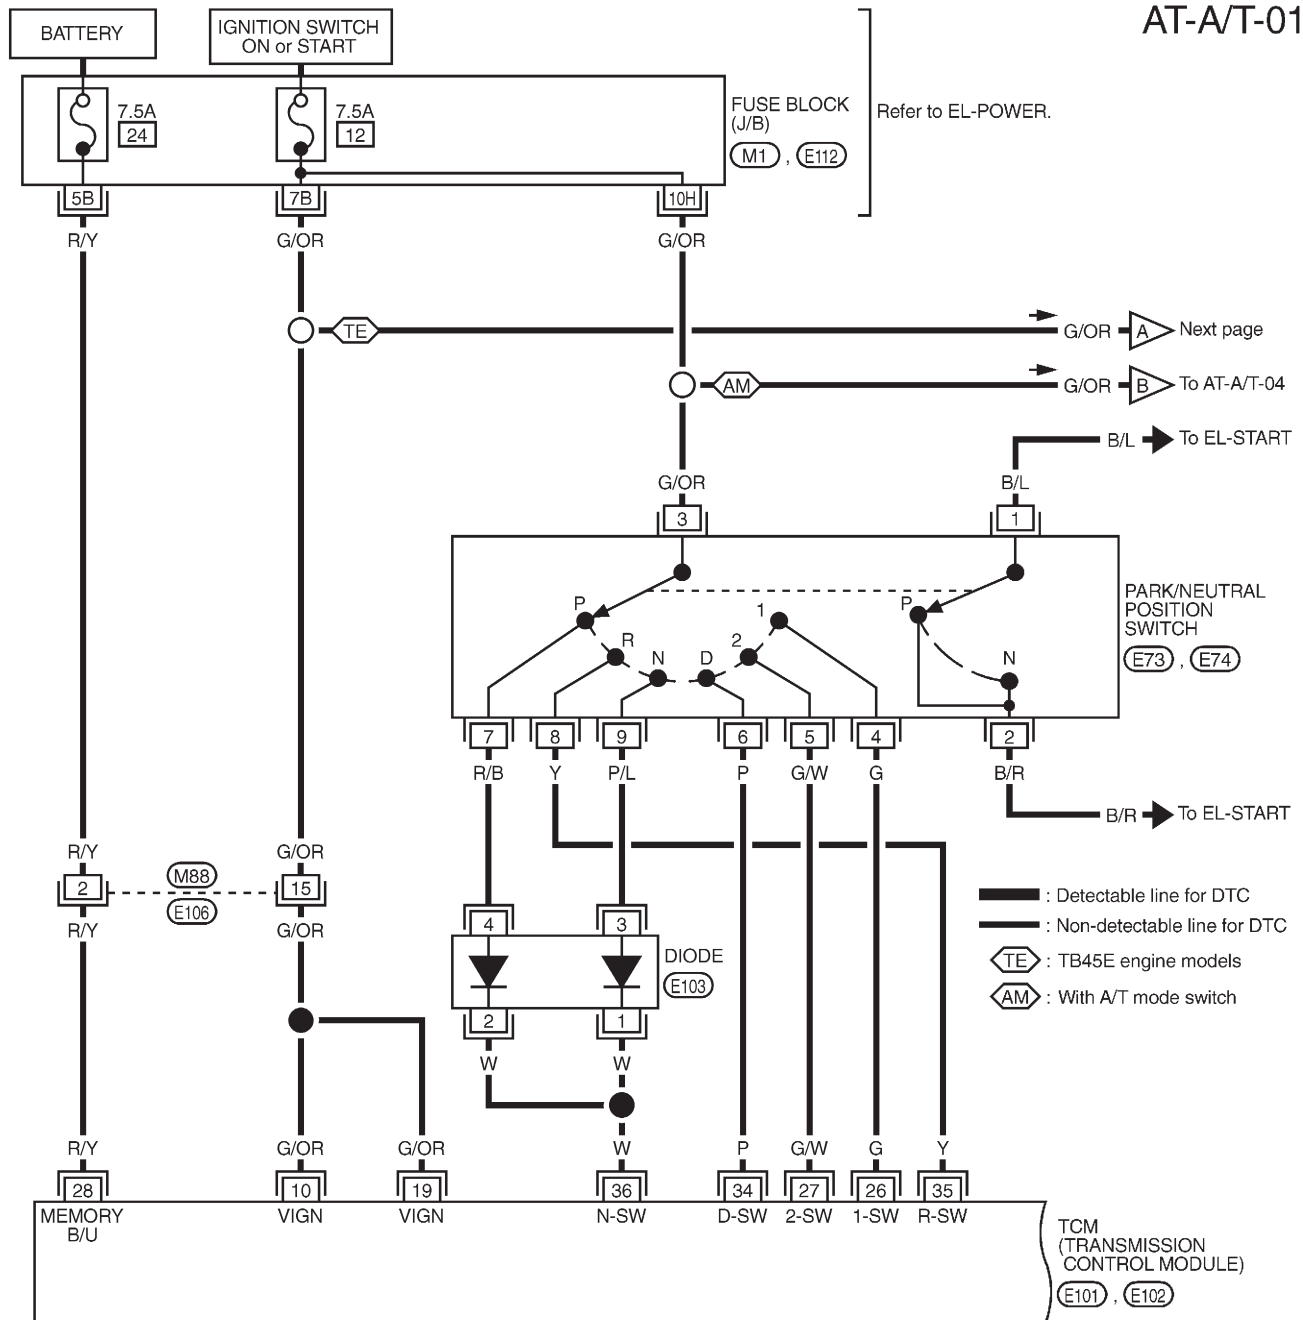 AT-A/T-01
BATTERY
IGNITION SWITCH
ON or START
7.5A
24
7.5A
12
FUSE BLOCK
(J/B)
M1 , E112
Refer to EL-POWER.
5B
7B
10H
R/Y
G/OR
G/OR
TE
G/OR
A
Next page
AM
G/OR
B
To AT-A/T-04
B/L
To EL-START
G/OR
B/L
3
1
P
R
N
D
2
1
P
N
PARK/NEUTRAL
POSITION
SWITCH
E73 , E74
7
8
9
6
5
4
2
R/B
Y
P/L
P
G/W
G
B/R
B/R
To EL-START
R/Y
G/OR
2
M88
E106
15
R/Y
G/OR
4
3
DIODE
E103
2
1
W
W
: Detectable line for DTC
: Non-detectable line for DTC
TE : TB45E engine models
AM : With A/T mode switch
R/Y
G/OR
G/OR
W
P
G/W
G
Y
28
10
19
36
34
27
26
35
MEMORY
B/U
VIGN
VIGN
N-SW
D-SW
2-SW
1-SW
R-SW
TCM
(TRANSMISSION
CONTROL MODULE)
E101 , E102